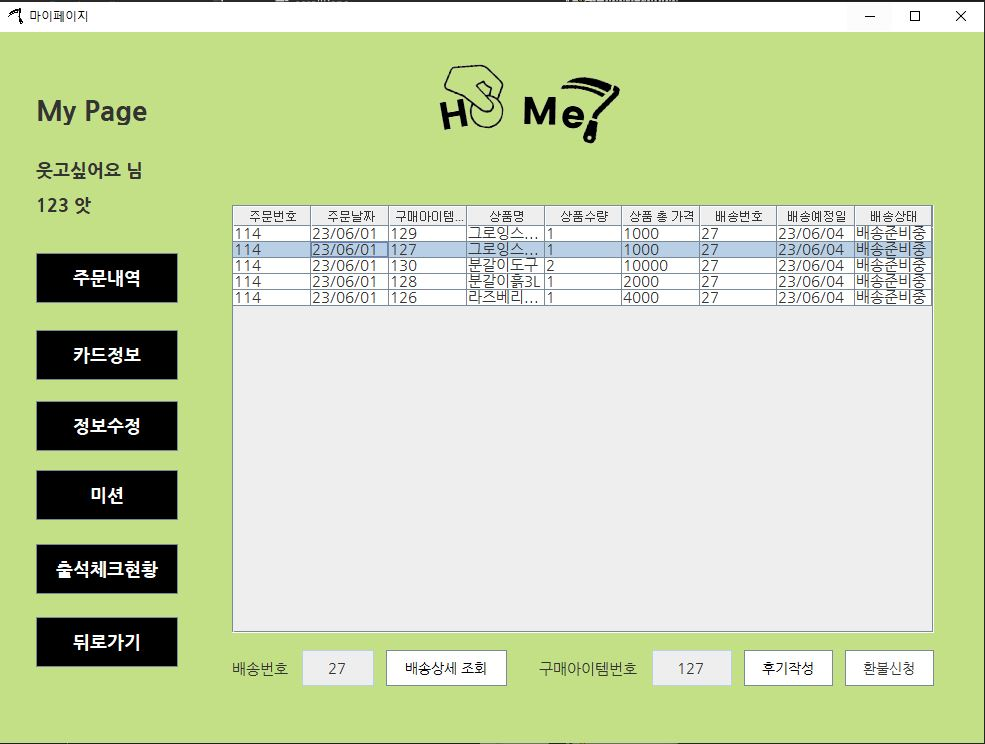 마이페이지
Ho Me?
My Page
웃고싶어요 님
123 앗
주문내역
카드정보
정보수정
미션
출석체크현황
뒤로가기
주문번호 주문날짜 구매아이템... 상품명 상품수량 상품 총 가격 배송번호 배송예정일 배송상태
114 23/06/01 129 그로잉스... 1 1000 27 23/06/04 배송준비중
114 23/06/01 127 그로잉스... 1 1000 27 23/06/04 배송준비중
114 23/06/01 130 분갈이도구 2 10000 27 23/06/04 배송준비중
114 23/06/01 128 분갈이흙3L 1 2000 27 23/06/04 배송준비중
114 23/06/01 126 라즈베리... 1 4000 27 23/06/04 배송준비중
배송번호 27 배송상세 조회 구매아이템번호 127 후기작성 환불신청